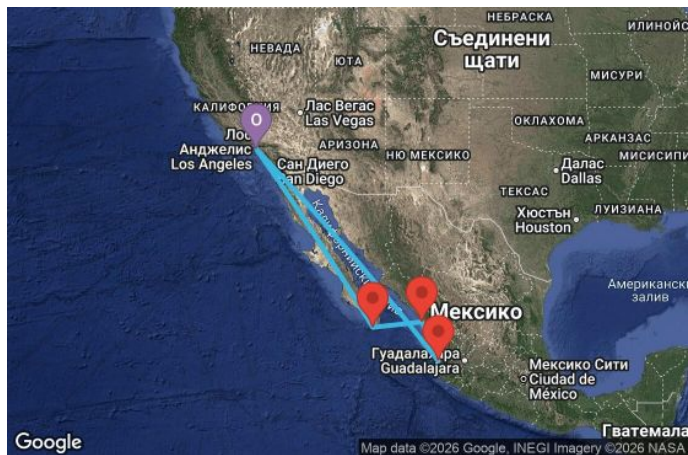 НЕБРАСКА
ИЛИНОЙС
Съединени
щати
НЕВАДА
ЮТА
МИСУРИ
КАЛИФОРНИЯ
Лас Вегас
Las Vegas
О
ОКЛАХОМА
Лос
Анджелис
Los Angeles
АРИЗОНА
АРКАНЗАС
НЮ МЕКСИКО
МИСИСИПИ
Сан Диего
San Diego
Далас
Dallas
ТЕКСАС
Хюстън
Houston
ЛУИЗИАНА
Американски
залив
Мексико
Гуадалахара
Guadalajara
Мексико Сити
Ciudad de
México
Гватемала
Google
Map data ©2026 Google, INEGI Imagery ©2026 NASA